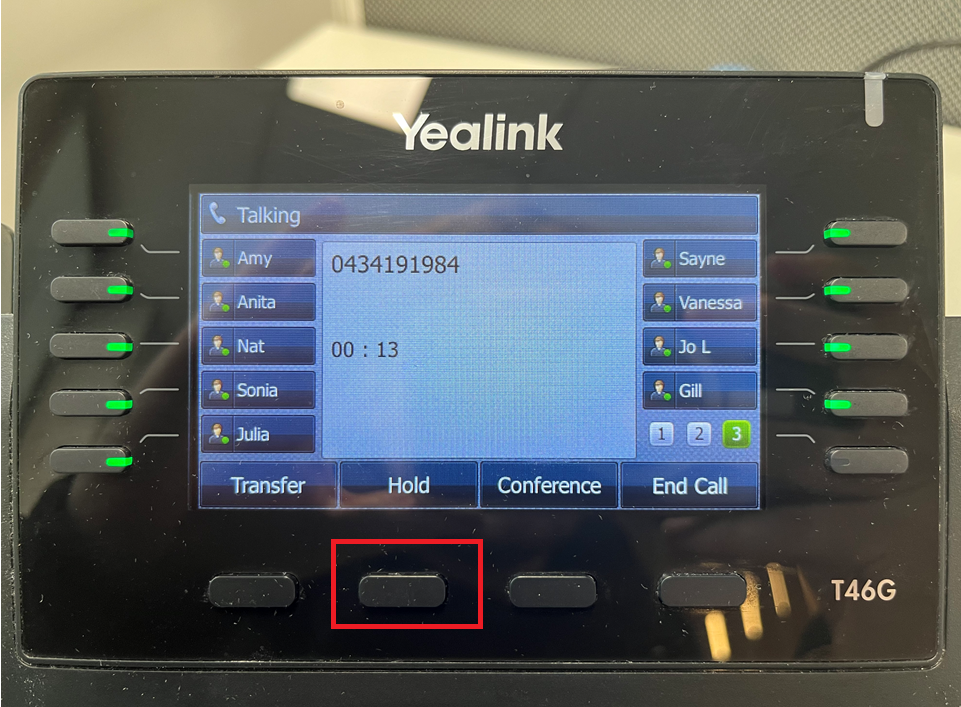 Yealink
Talking
Amy
Anita
Nat
Sonia
Julia
0434191984
00 : 13
Sayne
Vanessa
Jo L
Gill
1 2 3
Transfer Hold Conference End Call
T46G